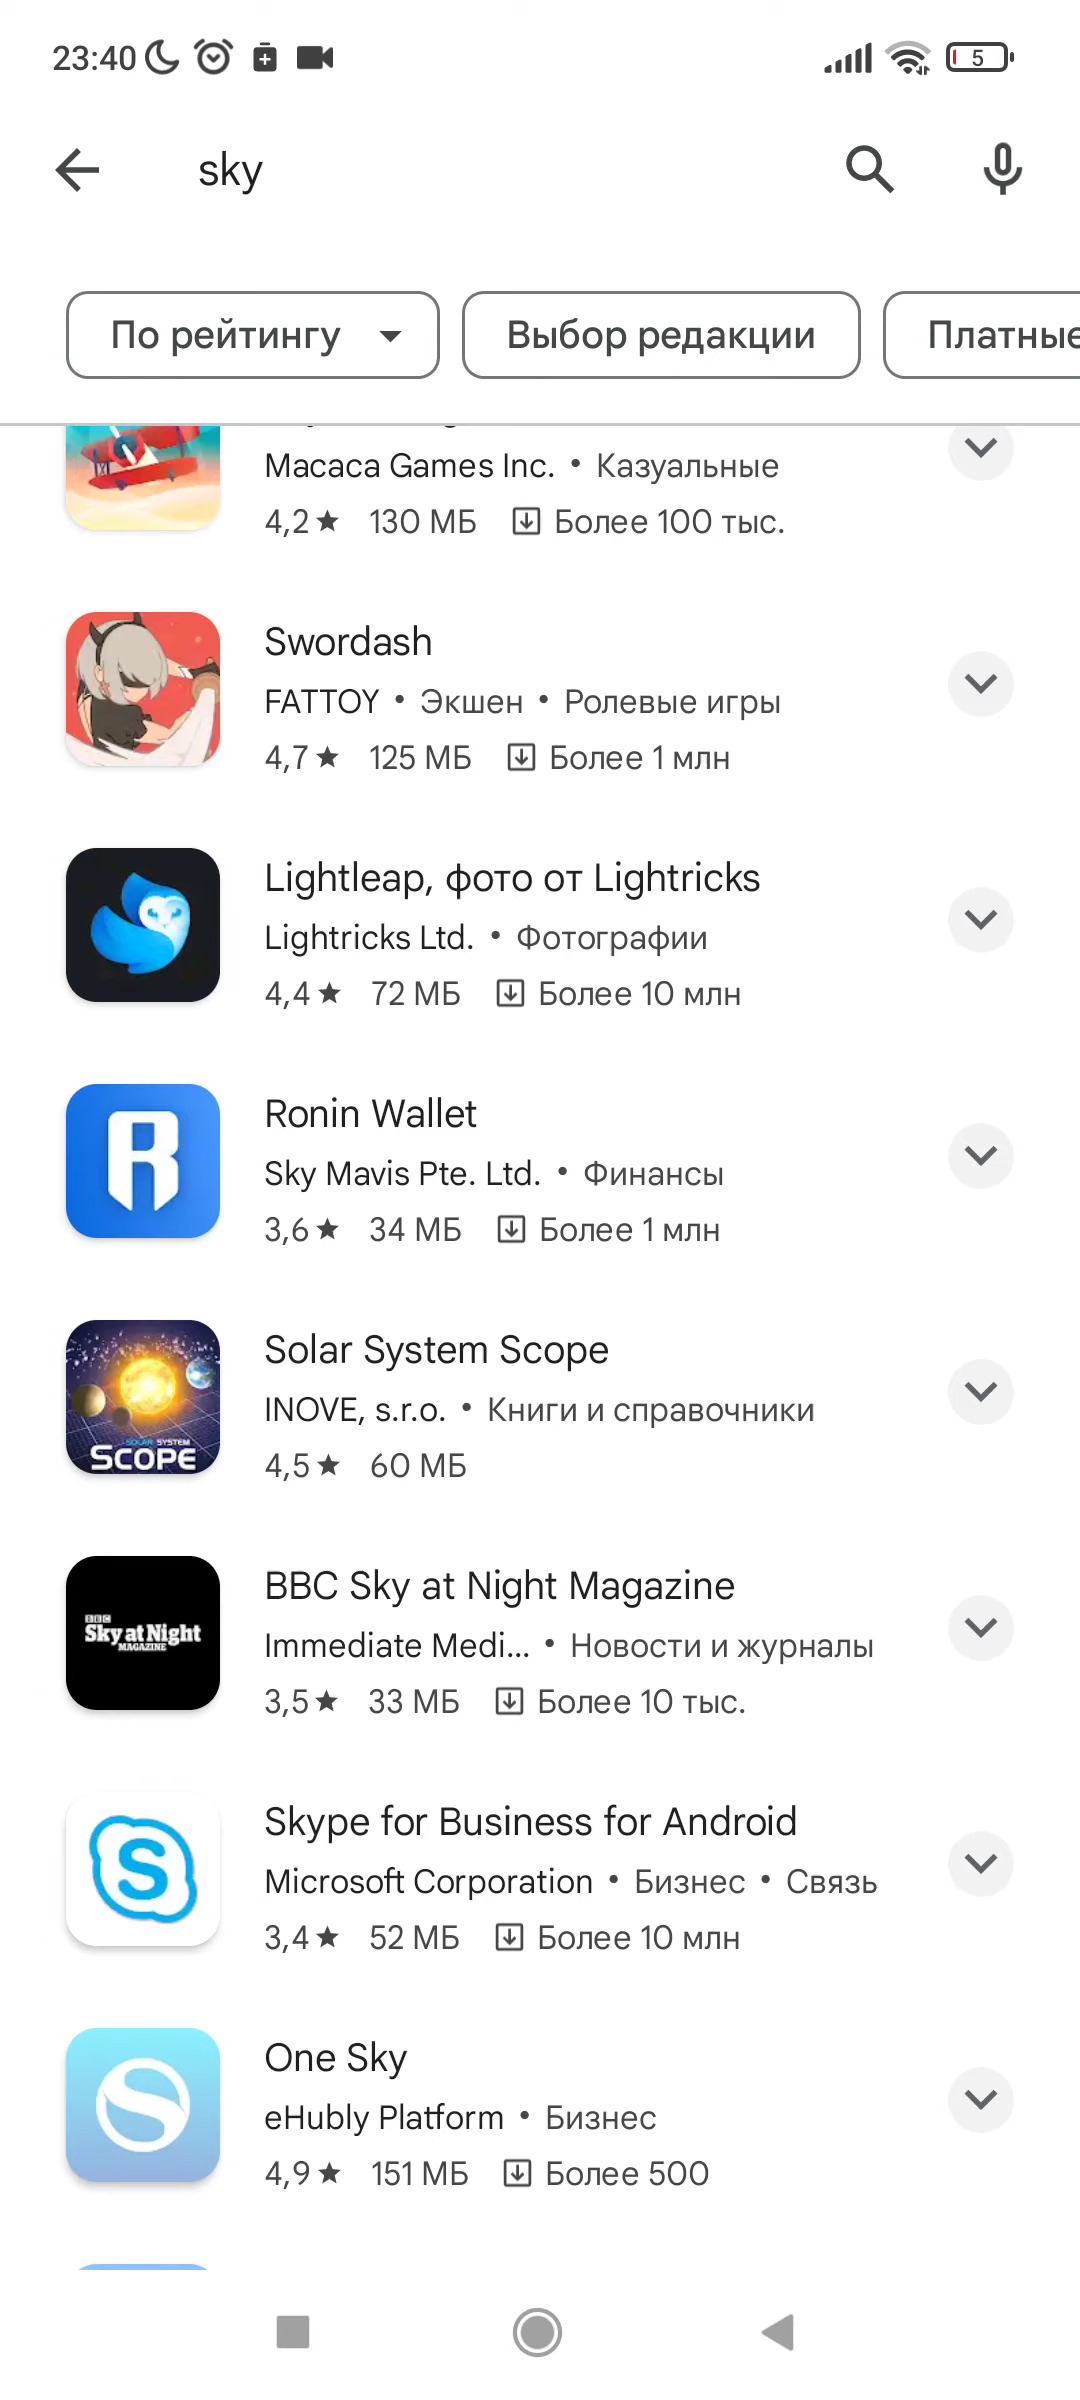 23:40
5
sky
По рейтингу
Выбор редакции
Платные
Macaca Games Inc. • Казуальные
4,2 130 МБ Более 100 тыс.
Swordash
FATTOY • Экшен • Ролевые игры
4,7 125 МБ Более 1 млн
Lightleap, фото от Lightricks
Lightricks Ltd. • Фотографии
4,4 72 МБ Более 10 млн
Ronin Wallet
Sky Mavis Pte. Ltd. • Финансы
3,6 34 МБ Более 1 млн
SOLAR SYSTEM
SCOPE
Solar System Scope
INOVE, s.r.o. • Книги и справочники
4,5 60 МБ
BBC
Sky at Night
MAGAZINE
BBC Sky at Night Magazine
Immediate Medi... • Новости и журналы
3,5 33 МБ Более 10 тыс.
Skype for Business for Android
Microsoft Corporation • Бизнес • Связь
3,4 52 МБ Более 10 млн
One Sky
eHubly Platform • Бизнес
4,9 151 МБ Более 500